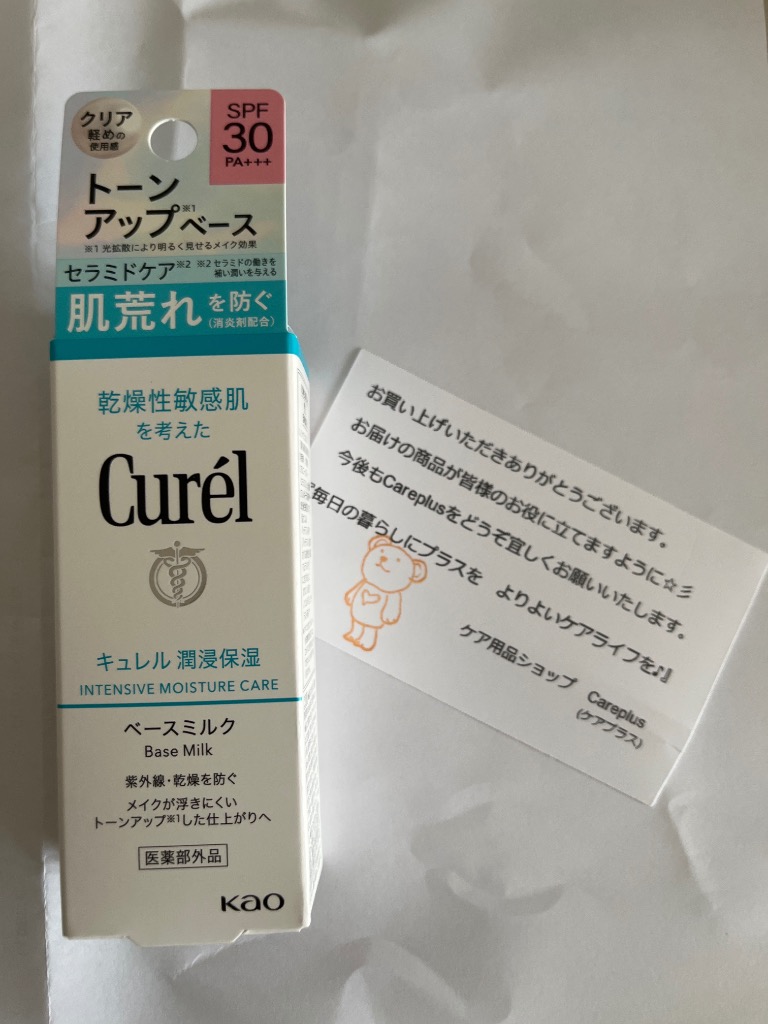 クリア
軽めの
使用感
SPF
30
PA+++
トーン
アップ※1ベース
※1 光拡散により明るく見せるメイク効果
セラミドケア※2 ※2 セラミドの働きを
補い潤いを与える
肌荒れを防ぐ
(消炎剤配合)
乾燥性敏感肌
を考えた
Curél
キュレル 潤浸保湿
INTENSIVE MOISTURE CARE
ベースミルク
Base Milk
紫外線・乾燥を防ぐ
メイクが浮きにくい
トーンアップ※1した仕上がりへ
医薬部外品
Kao
お買い上げいただきありがとうございます。
お届けの商品が皆様のお役に立てますように☆彡
今後もCareplusをどうぞ宜しくお願いいたします。
毎日の暮らしにプラスを よりよいケアライフを♪』
ケア用品ショップ Careplus
(ケアプラス)